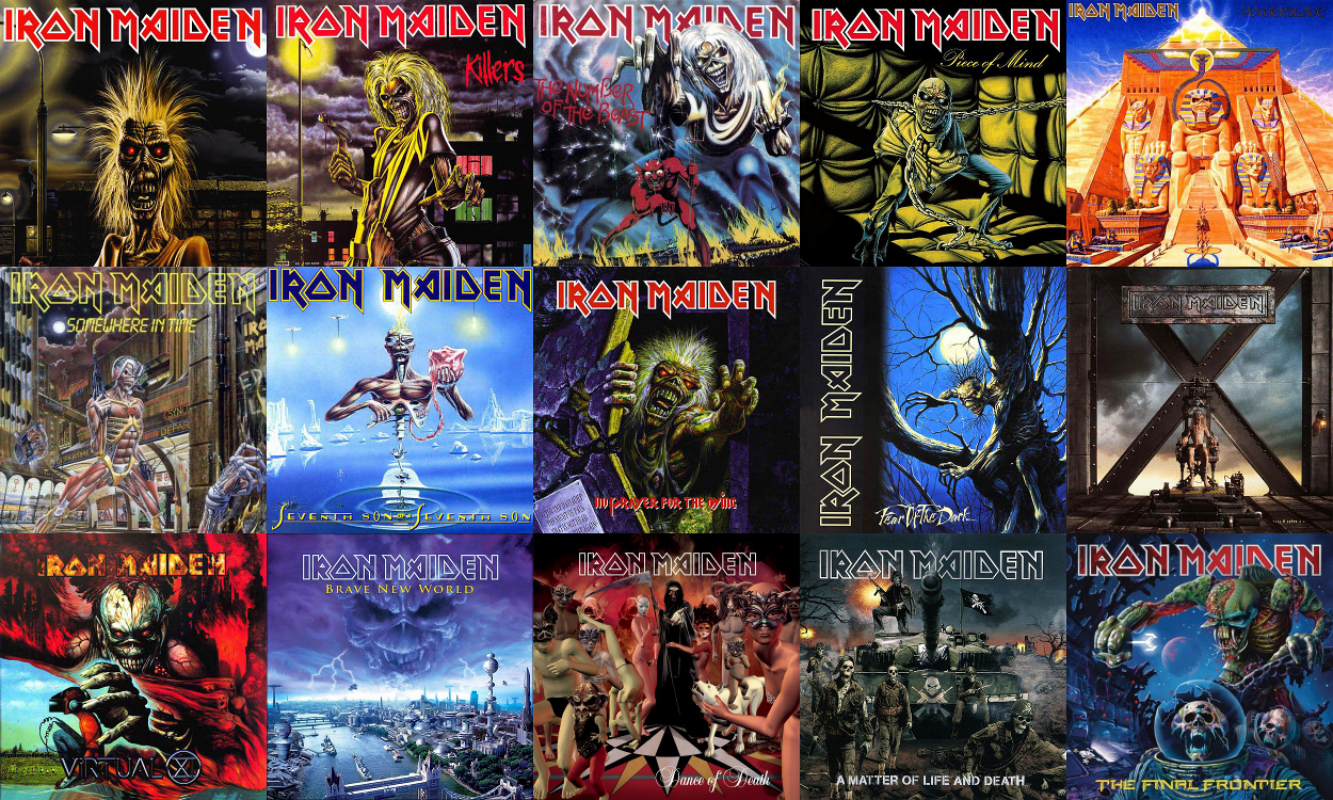 IRON MAIDEN
IRON MAIDEN
Killers
IRON MAIDEN
THE NUMBER
OF THE BEAST
IRON MAIDEN
Piece of Mind
IRON MAIDEN
POWERSLAVE
IRON MAIDEN
SOMEWHERE IN TIME
IRON MAIDEN
SEVENTH SON OF A SEVENTH SON
IRON MAIDEN
NO PRAYER FOR THE DYING
IRON MAIDEN
Fear Of The Dark
IRON MAIDEN
IRON MAIDEN
VIRTUAL XI
IRON MAIDEN
BRAVE NEW WORLD
IRON MAIDEN
Dance of Death
IRON MAIDEN
A MATTER OF LIFE AND DEATH
IRON MAIDEN
THE FINAL FRONTIER